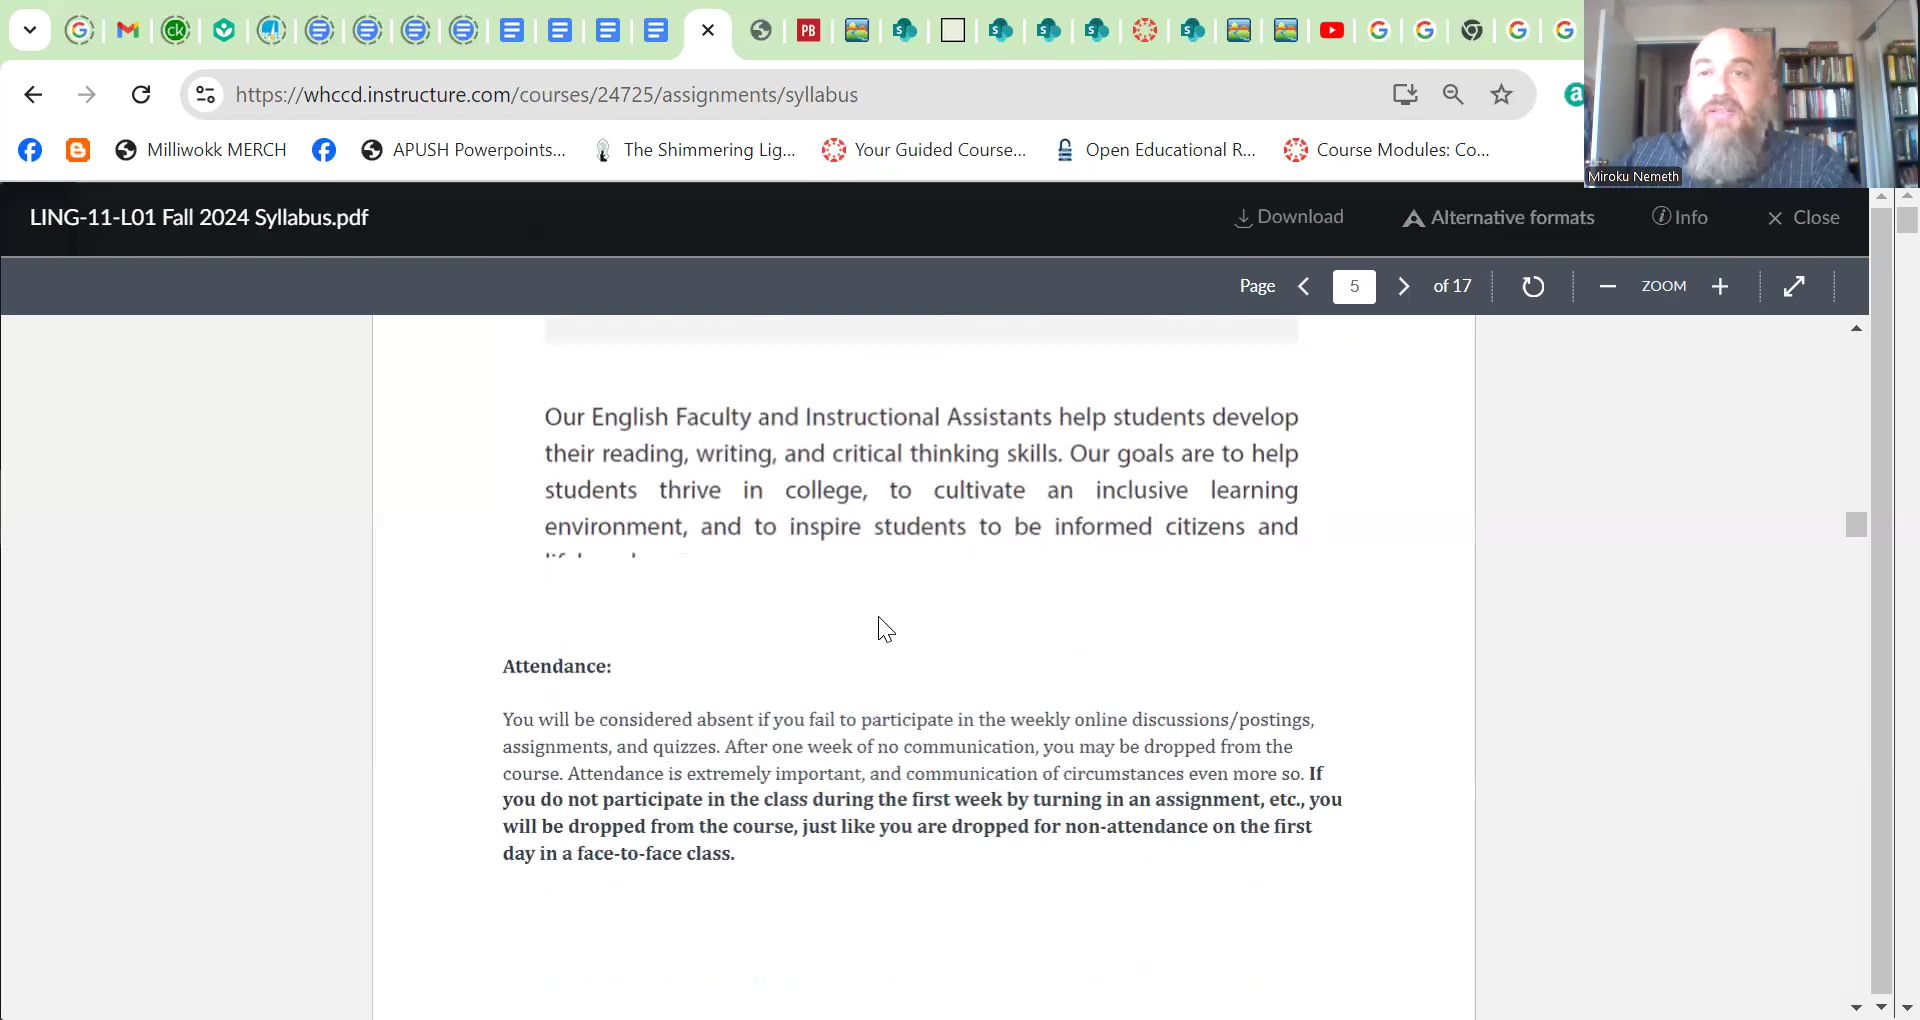 https://whccd.instructure.com/courses/24725/assignments/syllabus
Milliwokk MERCH
APUSH Powerpoints...
The Shimmering Lig...
Your Guided Course...
Open Educational R...
Course Modules: Co...
Miroku Nemeth
LING-11-L01 Fall 2024 Syllabus.pdf
Download
Alternative formats
Info
Close
Page
5
of 17
ZOOM
Our English Faculty and Instructional Assistants help students develop
their reading, writing, and critical thinking skills. Our goals are to help
students thrive in college, to cultivate an inclusive learning
environment, and to inspire students to be informed citizens and
Attendance:
You will be considered absent if you fail to participate in the weekly online discussions/postings,
assignments, and quizzes. After one week of no communication, you may be dropped from the
course. Attendance is extremely important, and communication of circumstances even more so. If
you do not participate in the class during the first week by turning in an assignment, etc., you
will be dropped from the course, just like you are dropped for non-attendance on the first
day in a face-to-face class.